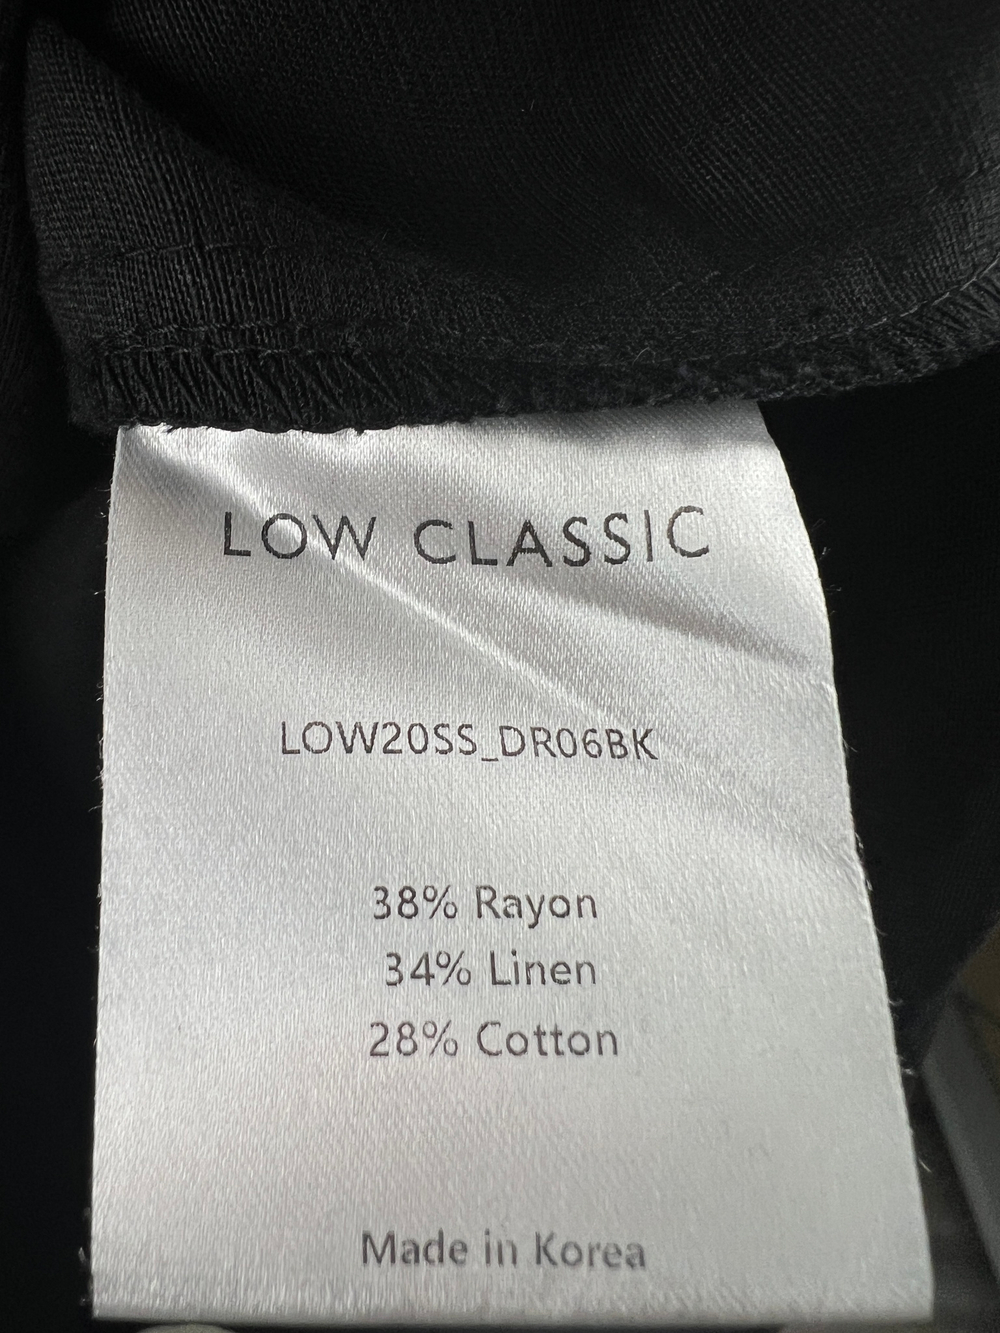 LOW CLASSIC
LOW20SS_DR06BK
38% Rayon
34% Linen
28% Cotton
Made in Korea